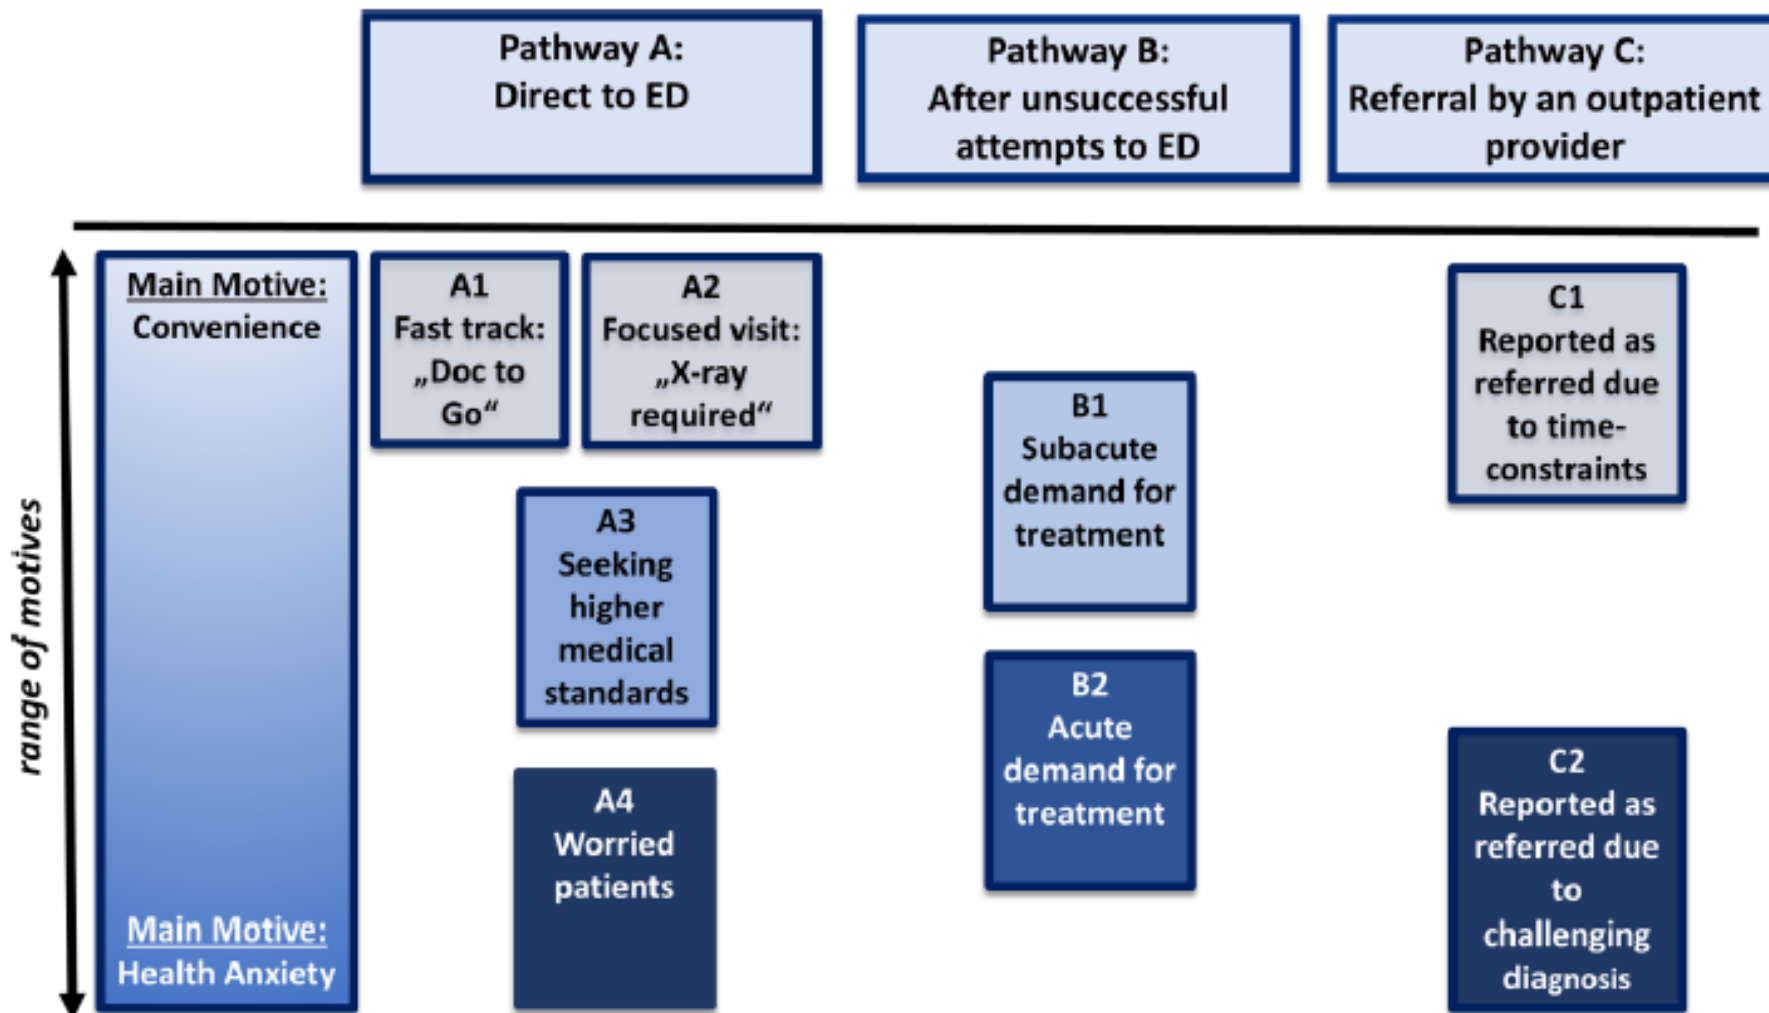 Pathway A:
Direct to ED
Pathway B:
After unsuccessful
attempts to ED
Pathway C:
Referral by an outpatient
provider
range of motives
Main Motive:
Convenience
Main Motive:
Health Anxiety
A1
Fast track:
„Doc to
Go“
A2
Focused visit:
„X-ray
required“
A3
Seeking
higher
medical
standards
A4
Worried
patients
B1
Subacute
demand for
treatment
B2
Acute
demand for
treatment
C1
Reported as
referred due
to time-
constraints
C2
Reported as
referred due
to
challenging
diagnosis